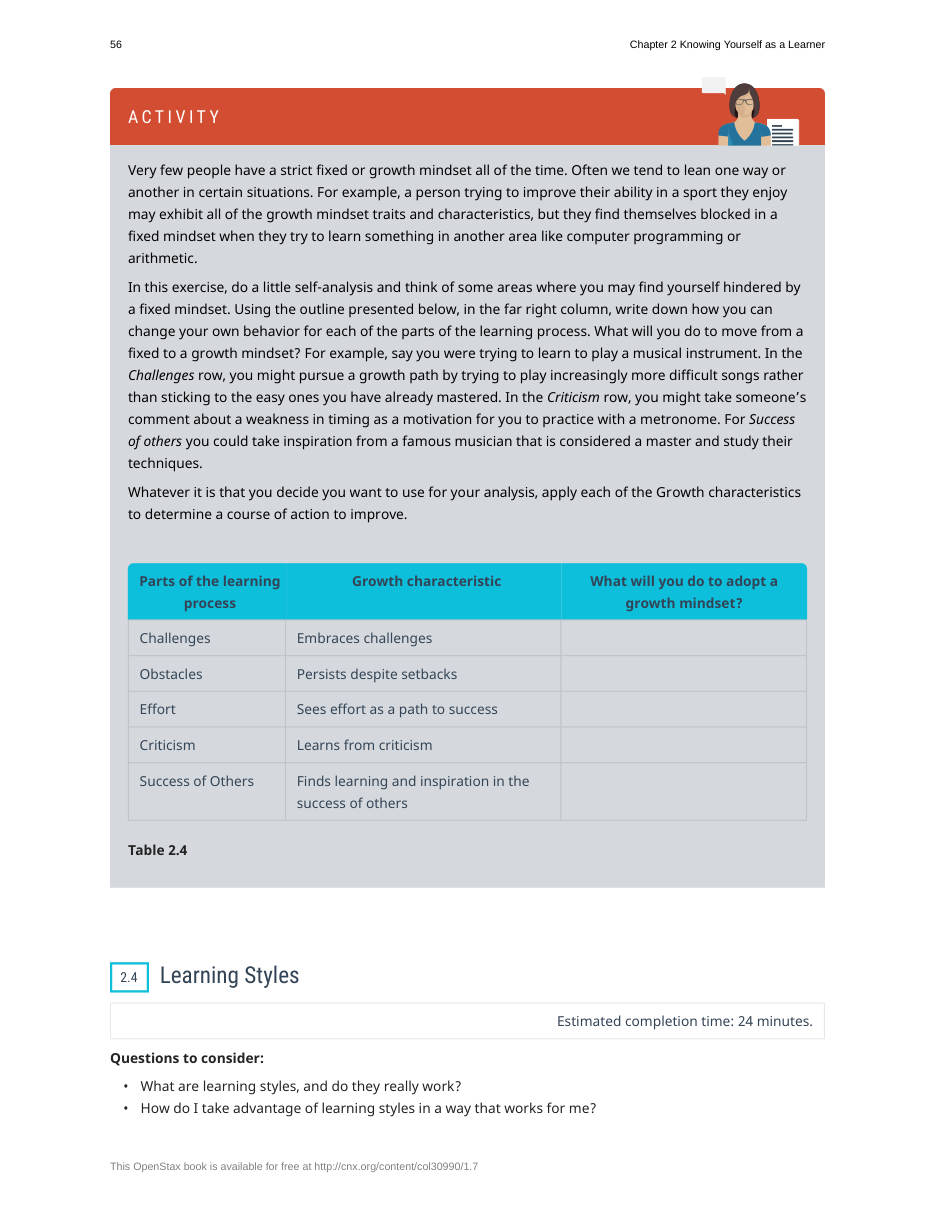 56
Chapter 2 Knowing Yourself as a Learner
ACTIVITY
Very few people have a strict fixed or growth mindset all of the time. Often we tend to lean one way or
another in certain situations. For example, a person trying to improve their ability in a sport they enjoy
may exhibit all of the growth mindset traits and characteristics, but they find themselves blocked in a
fixed mindset when they try to learn something in another area like computer programming or
arithmetic.
In this exercise, do a little self-analysis and think of some areas where you may find yourself hindered by
a fixed mindset. Using the outline presented below, in the far right column, write down how you can
change your own behavior for each of the parts of the learning process. What will you do to move from a
fixed to a growth mindset? For example, say you were trying to learn to play a musical instrument. In the
Challenges row, you might pursue a growth path by trying to play increasingly more difficult songs rather
than sticking to the easy ones you have already mastered. In the Criticism row, you might take someone’s
comment about a weakness in timing as a motivation for you to practice with a metronome. For Success
of others you could take inspiration from a famous musician that is considered a master and study their
techniques.
Whatever it is that you decide you want to use for your analysis, apply each of the Growth characteristics
to determine a course of action to improve.
Parts of the learning
process
Growth characteristic
What will you do to adopt a
growth mindset?
Challenges
Embraces challenges
Obstacles
Persists despite setbacks
Effort
Sees effort as a path to success
Criticism
Learns from criticism
Success of Others
Finds learning and inspiration in the
success of others
Table 2.4
2.4
Learning Styles
Estimated completion time: 24 minutes.
Questions to consider:
• What are learning styles, and do they really work?
• How do I take advantage of learning styles in a way that works for me?
This OpenStax book is available for free at http://cnx.org/content/col30990/1.7